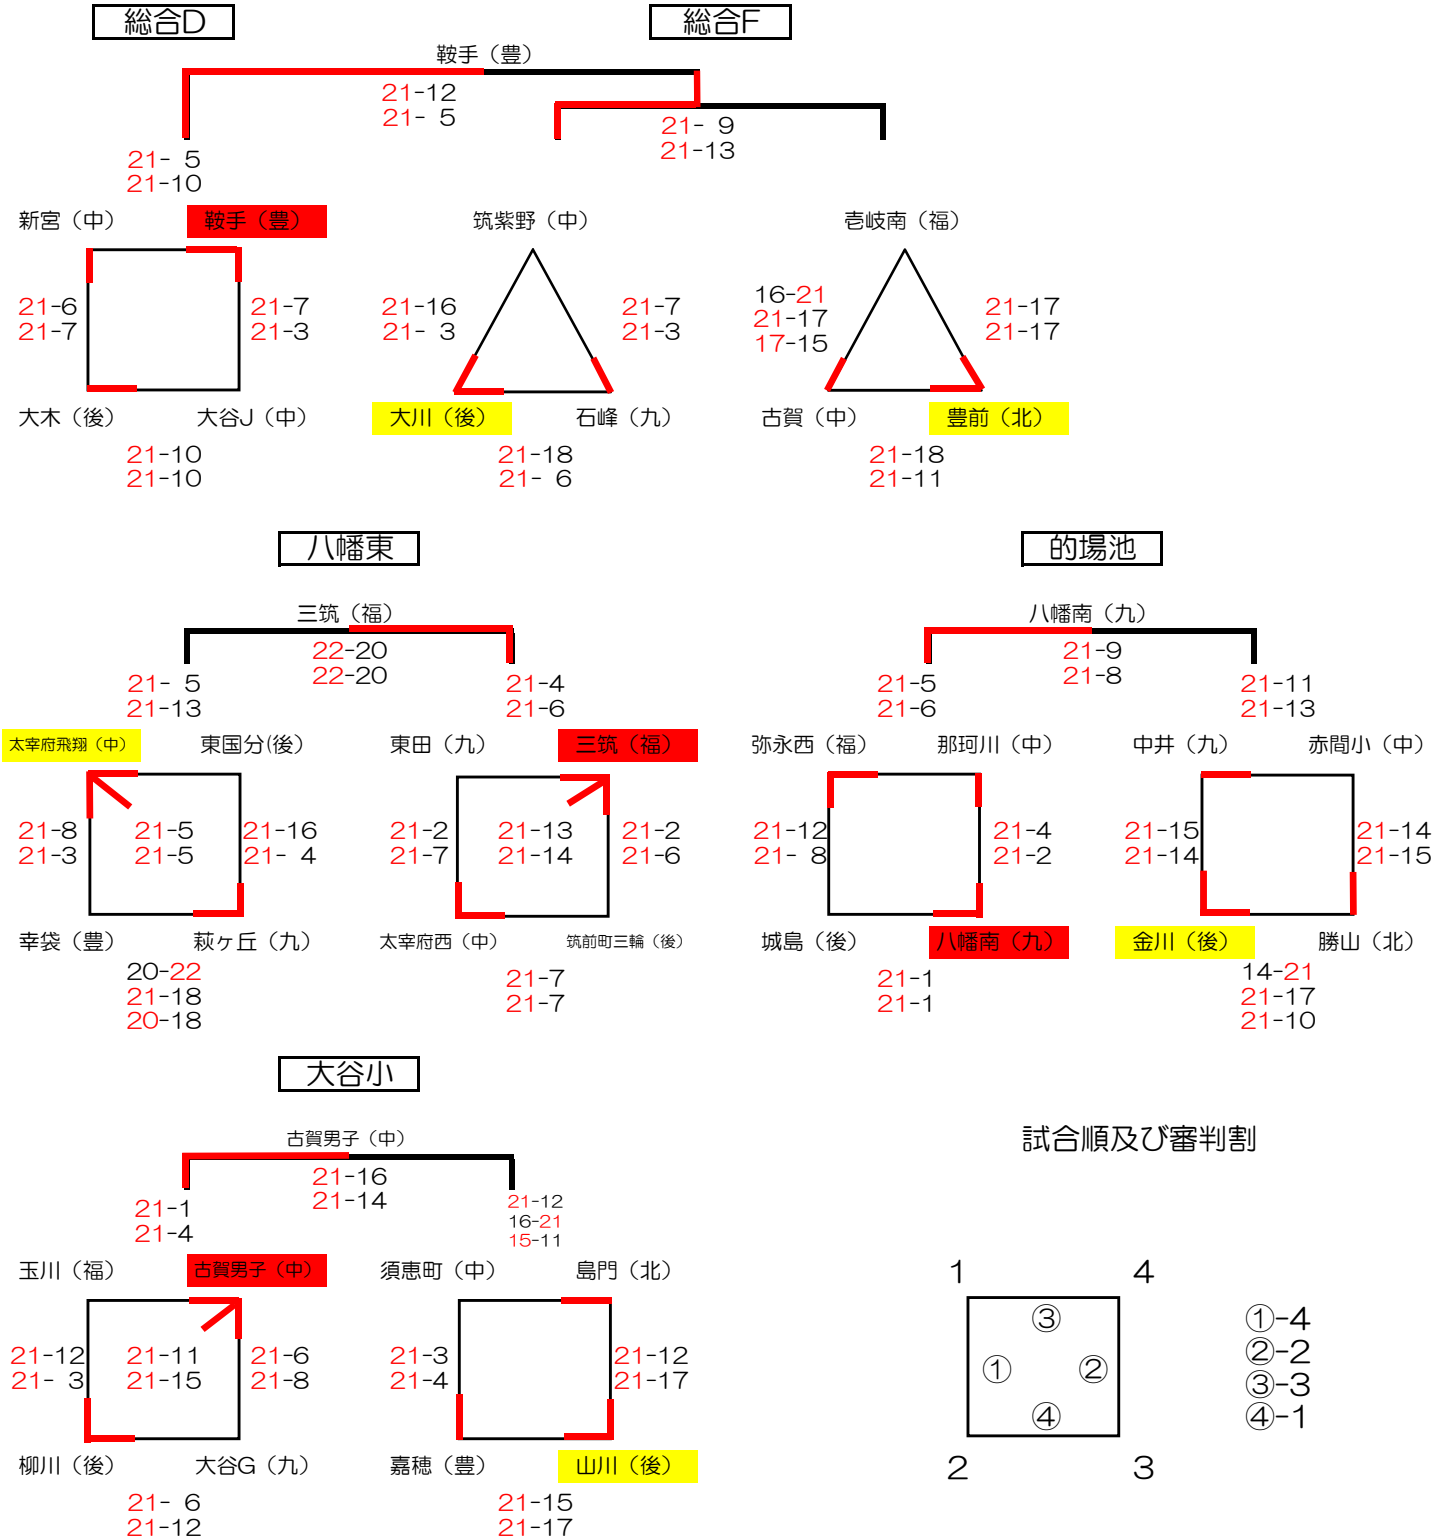 総合D
総合F
鞍手（豊）
21-12
21- 5
21- 9
21-13
21- 5
21-10
新宮（中）
鞍手（豊）
筑紫野（中）
壱岐南（福）
21-6
21-7
21-7
21-3
21-16
21- 3
21-7
21-3
16-21
21-17
17-15
21-17
21-17
大木（後）
大谷J（中）
大川（後）
石峰（九）
古賀（中）
豊前（北）
21-10
21-10
21-18
21- 6
21-18
21-11
八幡東
的場池
三筑（福）
22-20
22-20
八幡南（九）
21-9
21-8
21- 5
21-13
21-4
21-6
21-5
21-6
21-11
21-13
太宰府飛翔（中）
東国分(後）
東田（九）
三筑（福）
弥永西（福）
那珂川（中）
中井（九）
赤間小（中）
21-8
21-3
21-5
21-5
21-16
21- 4
21-2
21-7
21-13
21-14
21-2
21-6
21-12
21- 8
21-4
21-2
21-15
21-14
21-14
21-15
幸袋（豊）
萩ヶ丘（九）
太宰府西（中）
筑前町三輪（後）
城島（後）
八幡南（九）
金川（後）
勝山（北）
20-22
21-18
20-18
21-7
21-7
21-1
21-1
14-21
21-17
21-10
大谷小
古賀男子（中）
21-16
21-14
21-1
21-4
21-12
16-21
15-11
玉川（福）
古賀男子（中）
須恵町（中）
島門（北）
21-12
21- 3
21-11
21-15
21-6
21-8
21-3
21-4
21-12
21-17
柳川（後）
大谷G（九）
嘉穂（豊）
山川（後）
21- 6
21-12
21-15
21-17
試合順及び審判割
1
4
③
①
②
④
2
3
①-4
②-2
③-3
④-1